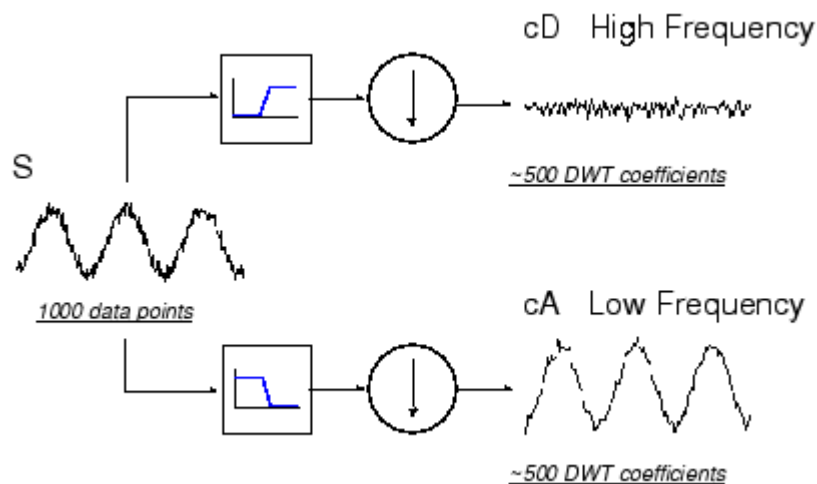 cD High Frequency
~500 DWT coefficients
S
1000 data points
cA Low Frequency
~500 DWT coefficients